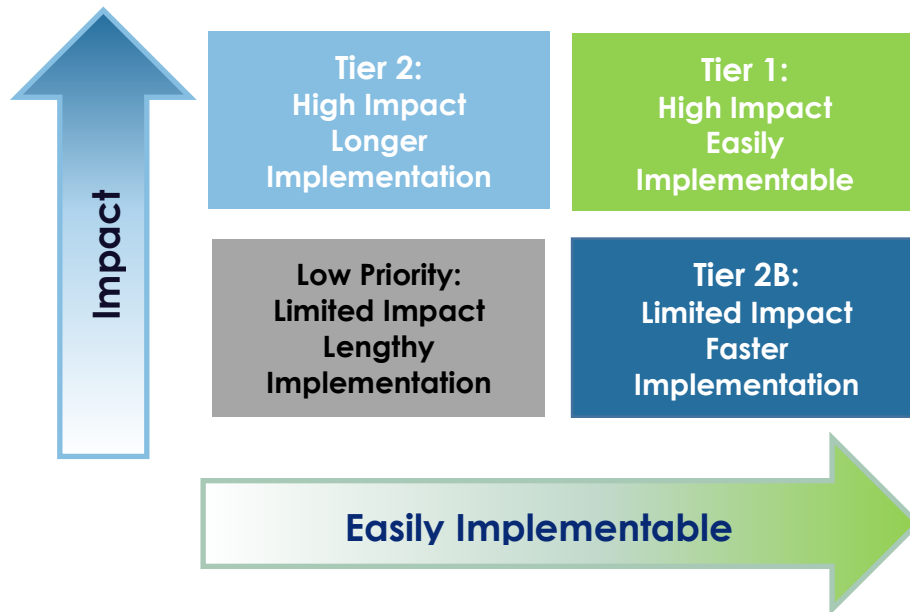 Tier 2:
High Impact
Longer
Implementation
Tier 1:
High Impact
Easily
Implementable
Impact
Low Priority:
Limited Impact
Lengthy
Implementation
Tier 2B:
Limited Impact
Faster
Implementation
Easily Implementable